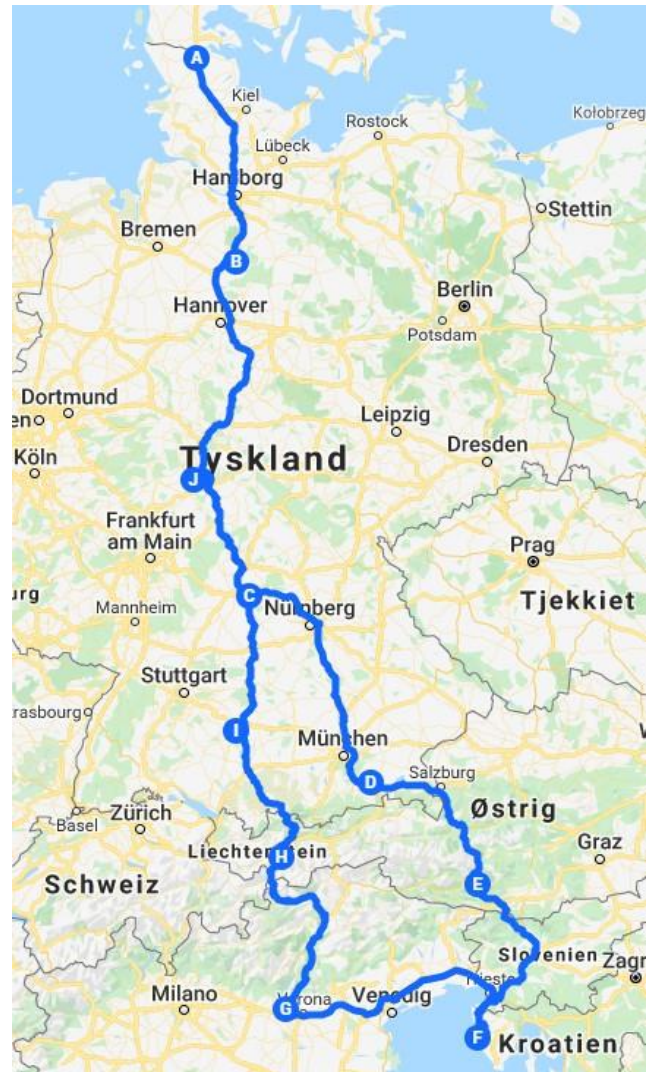 A
Kiel
Rostock
Kołobrzeg
Lübeck
Hamborg
Stettin
Bremen
B
Berlin
Hannover
Potsdam
Dortmund
Leipzig
Dresden
Köln
Tyskland
J
Frankfurt
am Main
Prag
C
Mannheim
Nürnberg
Tjekkiet
Stuttgart
I
München
D
Salzburg
Zürich
Basel
Østrig
Liechtenstein
H
Graz
Schweiz
E
Slovenien
Milano
G
Venedig
F
Kroatien